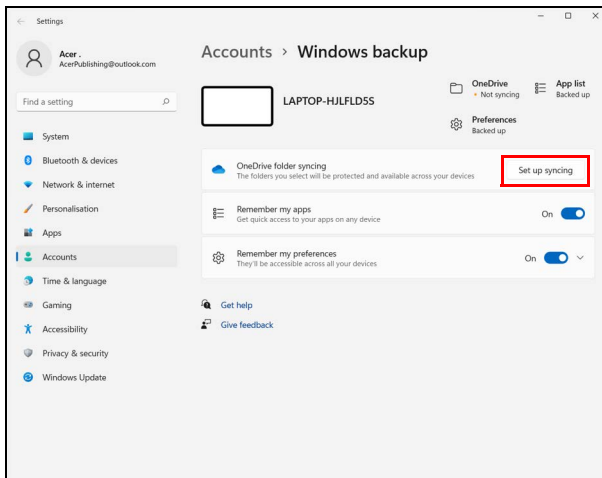 Settings
Acer .
AcerPublishing@outlook.com
Find a setting
System
Bluetooth & devices
Network & internet
Personalisation
Apps
Accounts
Time & language
Gaming
Accessibility
Privacy & security
Windows Update
Accounts > Windows backup
LAPTOP-HJLFLD5S
OneDrive
• Not syncing
App list
Backed up
Preferences
Backed up
OneDrive folder syncing
The folders you select will be protected and available across your devices
Set up syncing
Remember my apps
Get quick access to your apps on any device
On
Remember my preferences
They'll be accessible across all your devices
On
Get help
Give feedback